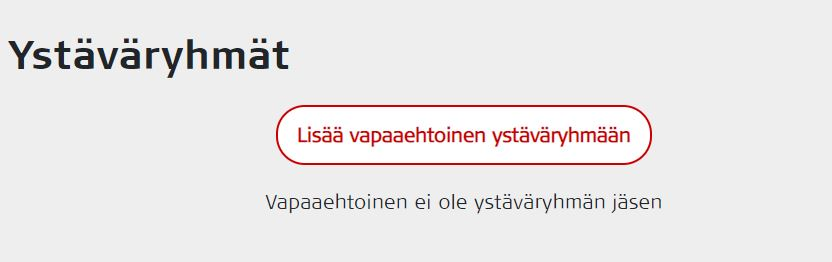 Ystäväryhmät
Lisää vapaaehtoinen ystäväryhmään
Vapaaehtoinen ei ole ystäväryhmän jäsen